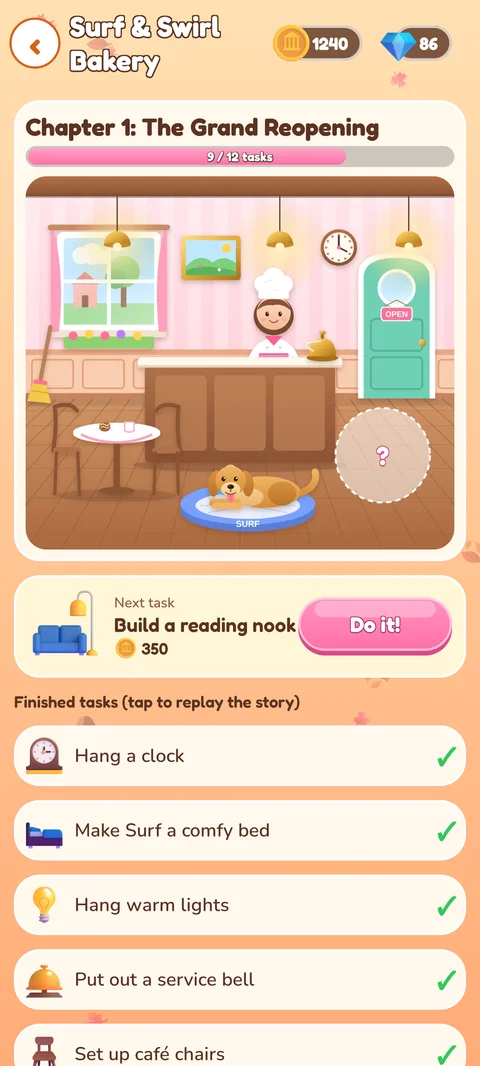 Surf & Swirl
Bakery
1240
86
Chapter 1: The Grand Reopening
9 / 12 tasks
OPEN
?
SURF
Next task
Build a reading nook
350
Do it!
Finished tasks (tap to replay the story)
Hang a clock
Make Surf a comfy bed
Hang warm lights
Put out a service bell
Set up café chairs